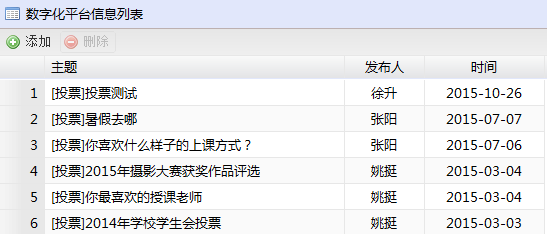 数字化平台信息列表
添加 删除
主题 发布人 时间
1 [投票]投票测试 徐升 2015-10-26
2 [投票]暑假去哪 张阳 2015-07-07
3 [投票]你喜欢什么样子的上课方式？ 张阳 2015-07-06
4 [投票]2015年摄影大赛获奖作品评选 姚挺 2015-03-04
5 [投票]你最喜欢的授课老师 姚挺 2015-03-04
6 [投票]2014年学校学生会投票 姚挺 2015-03-03